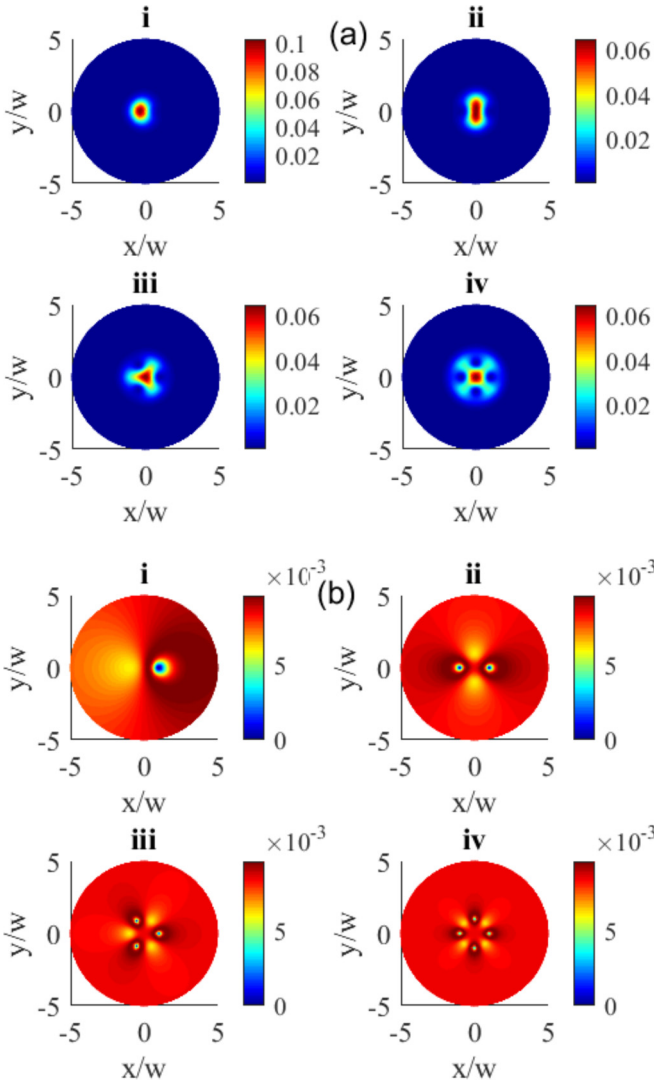 i (a) ii
5 0.1 5 0.06
y/w 0 0.08 y/w 0 0.04
0.06
0.04 0.02
-5 0.02 -5
-5 0 5 -5 0 5
x/w x/w
iii iv
5 0.06 5 0.06
y/w 0 0.04 y/w 0 0.04
0.02 0.02
-5 -5
-5 0 5 -5 0 5
x/w x/w
i ×10-3 (b) ii ×10-3
5 5
y/w 0 5 y/w 0 5
-5 0 -5 0
-5 0 5 -5 0 5
x/w x/w
iii ×10-3 iv ×10-3
5 5
y/w 0 5 y/w 0 5
-5 0 -5 0
-5 0 5 -5 0 5
x/w x/w